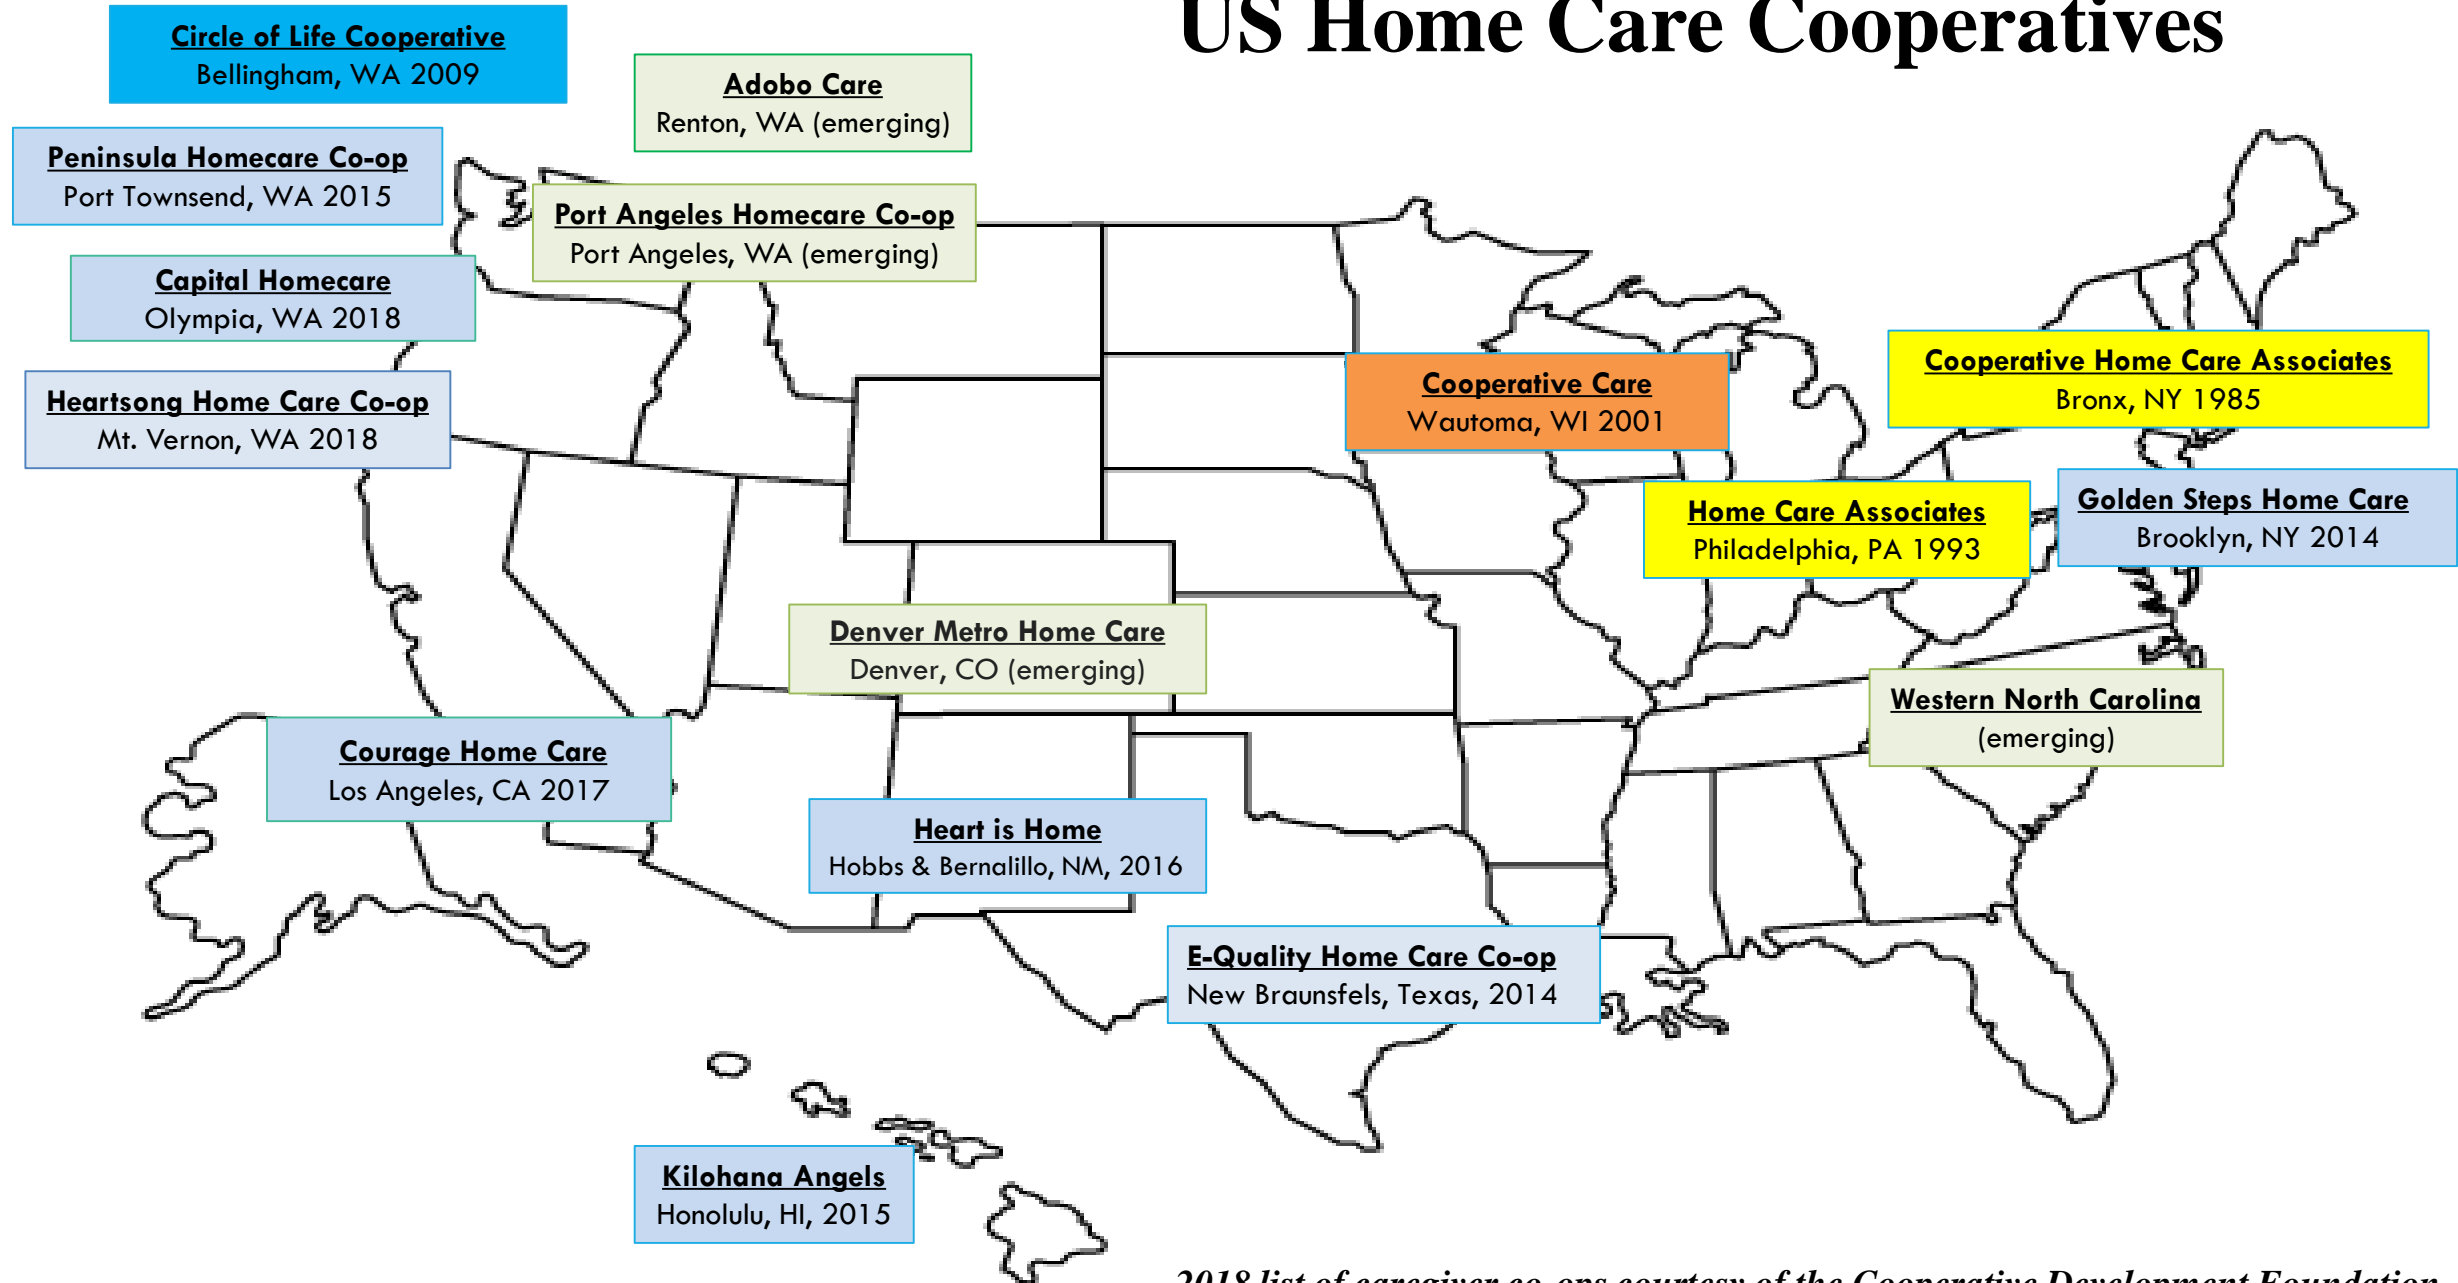 US Home Care Cooperatives
Circle of Life Cooperative
Bellingham, WA 2009
Adobo Care
Renton, WA (emerging)
Peninsula Homecare Co-op
Port Townsend, WA 2015
Port Angeles Homecare Co-op
Port Angeles, WA (emerging)
Capital Homecare
Olympia, WA 2018
Heartsong Home Care Co-op
Mt. Vernon, WA 2018
Cooperative Care
Wautoma, WI 2001
Cooperative Home Care Associates
Bronx, NY 1985
Home Care Associates
Philadelphia, PA 1993
Golden Steps Home Care
Brooklyn, NY 2014
Denver Metro Home Care
Denver, CO (emerging)
Western North Carolina
(emerging)
Courage Home Care
Los Angeles, CA 2017
Heart is Home
Hobbs & Bernalillo, NM, 2016
E-Quality Home Care Co-op
New Braunsfels, Texas, 2014
Kilohana Angels
Honolulu, HI, 2015
2018 list of caregiver co-ops courtesy of the Cooperative Development Foundation